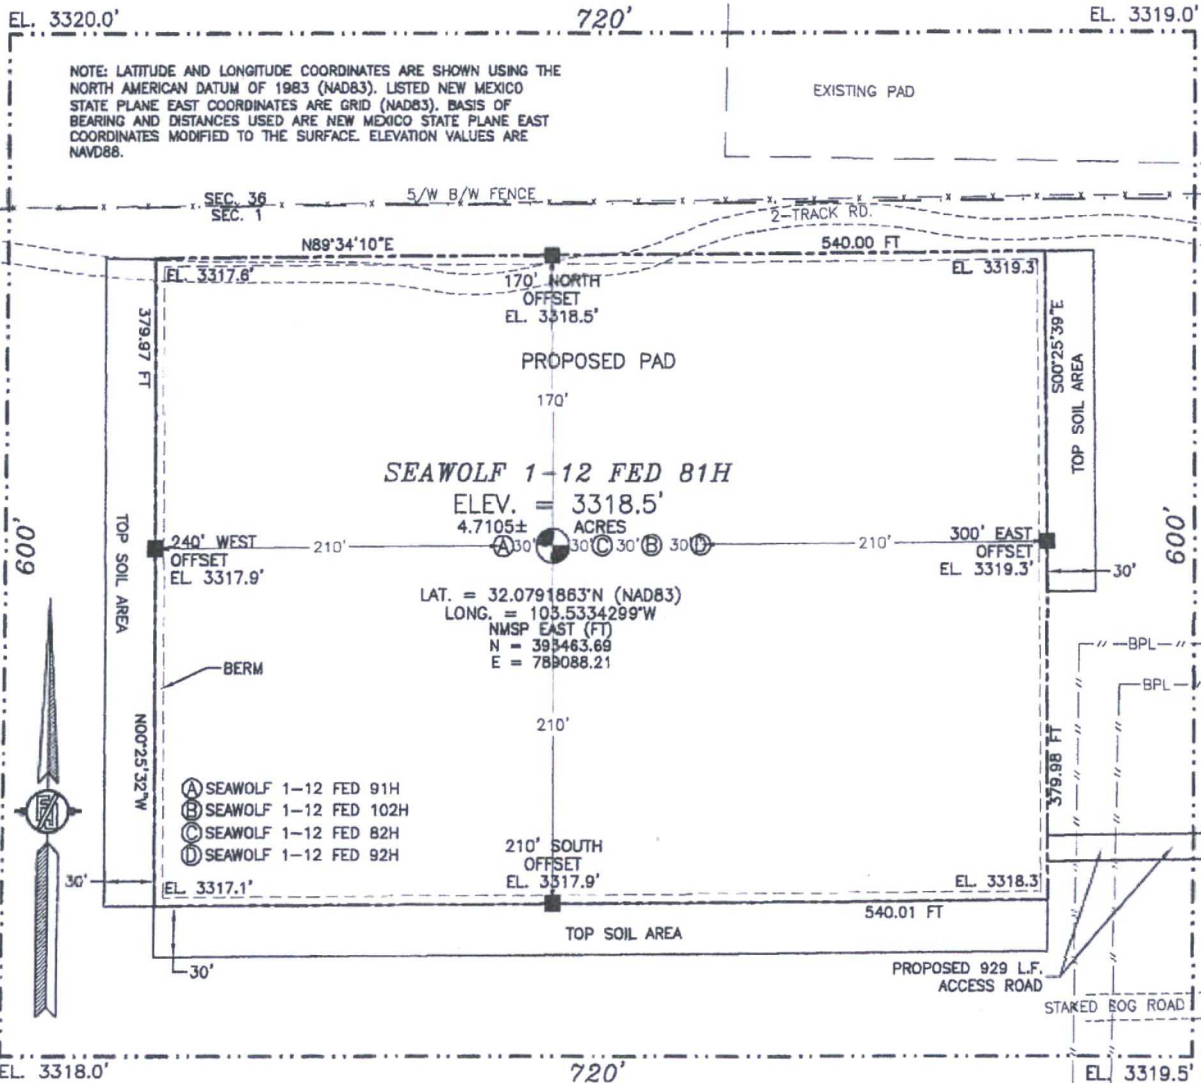 EL. 3320.0' 720' EL. 3319.0'
NOTE: LATITUDE AND LONGITUDE COORDINATES ARE SHOWN USING THE
NORTH AMERICAN DATUM OF 1983 (NAD83). LISTED NEW MEXICO
STATE PLANE EAST COORDINATES ARE GRID (NAD83). BASIS OF
BEARING AND DISTANCES USED ARE NEW MEXICO STATE PLANE EAST
COORDINATES MODIFIED TO THE SURFACE. ELEVATION VALUES ARE
NAVD88.
EXISTING PAD
SEC. 36
SEC. 1
5/W B/W FENCE
2-TRACK RD.
N89°34'10"E
540.00 FT
EL. 3317.6'
170' NORTH
OFFSET
EL. 3318.5'
EL. 3319.3'
379.97 FT
S00°25'39"E
TOP SOIL AREA
PROPOSED PAD
170'
SEAWOLF 1-12 FED 81H
ELEV. = 3318.5'
4.7105± ACRES
600'
TOP SOIL AREA
240' WEST
OFFSET
EL. 3317.9'
210'
A 30' 30' C 30' B 30' D
210'
300' EAST
OFFSET
EL. 3319.3'
600'
30'
LAT. = 32.0791863°N (NAD83)
LONG. = 103.5334299°W
NMSP EAST (FT)
N = 393463.69
E = 789088.21
BPL
BPL
BERM
210'
N00°25'32"W
379.98 FT
A SEAWOLF 1-12 FED 91H
B SEAWOLF 1-12 FED 102H
C SEAWOLF 1-12 FED 82H
D SEAWOLF 1-12 FED 92H
210' SOUTH
OFFSET
EL. 3317.9'
30'
EL. 3317.1'
EL. 3318.3'
540.01 FT
TOP SOIL AREA
30'
PROPOSED 929 L.F.
ACCESS ROAD
STAKED EOG ROAD
EL. 3318.0' 720' EL. 3319.5'